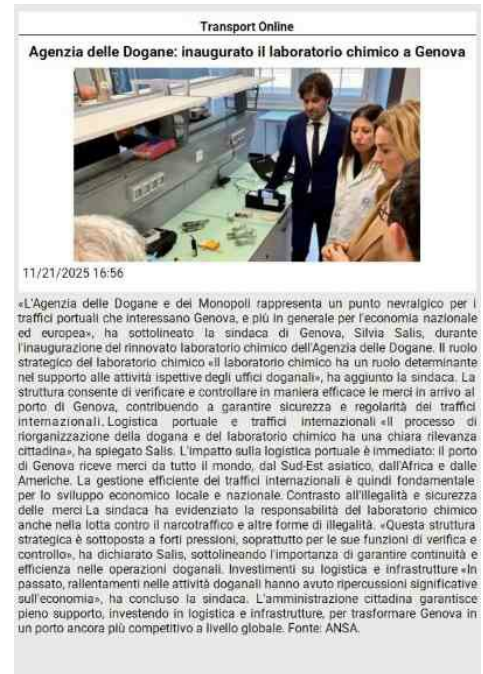 Transport Online
Agenzia delle Dogane: inaugurato il laboratorio chimico a Genova
11/21/2025 16:56
«L'Agenzia delle Dogane e dei Monopoli rappresenta un punto nevralgico per i
traffici portuali che interessano Genova, e più in generale per l'economia nazionale
ed europea», ha sottolineato la sindaca di Genova, Silvia Salis, durante
l'inaugurazione del rinnovato laboratorio chimico dell'Agenzia delle Dogane. Il ruolo
strategico del laboratorio chimico «Il laboratorio chimico ha un ruolo determinante
nel supporto alle attività ispettive degli uffici doganali», ha aggiunto la sindaca. La
struttura consente di verificare e controllare in maniera efficace le merci in arrivo al
porto di Genova, contribuendo a garantire sicurezza e regolarità dei traffici
internazionali. Logistica portuale e traffici internazionali «Il processo di
riorganizzazione della dogana e del laboratorio chimico ha una chiara rilevanza
cittadina», ha spiegato Salis. L'impatto sulla logistica portuale è immediato: il porto
di Genova riceve merci da tutto il mondo, dal Sud-Est asiatico, dall'Africa e dalle
Americhe. La gestione efficiente dei traffici internazionali è quindi fondamentale
per lo sviluppo economico locale e nazionale. Contrasto all'illegalità e sicurezza
delle merci La sindaca ha evidenziato la responsabilità del laboratorio chimico
anche nella lotta contro il narcotraffico e altre forme di illegalità. «Questa struttura
strategica è sottoposta a forti pressioni, soprattutto per le sue funzioni di verifica e
controllo», ha dichiarato Salis, sottolineando l'importanza di garantire continuità e
efficienza nelle operazioni doganali. Investimenti su logistica e infrastrutture «In
passato, rallentamenti nelle attività doganali hanno avuto ripercussioni significative
sull'economia», ha concluso la sindaca. L'amministrazione cittadina garantisce
pieno supporto, investendo in logistica e infrastrutture, per trasformare Genova in
un porto ancora più competitivo a livello globale. Fonte: ANSA.